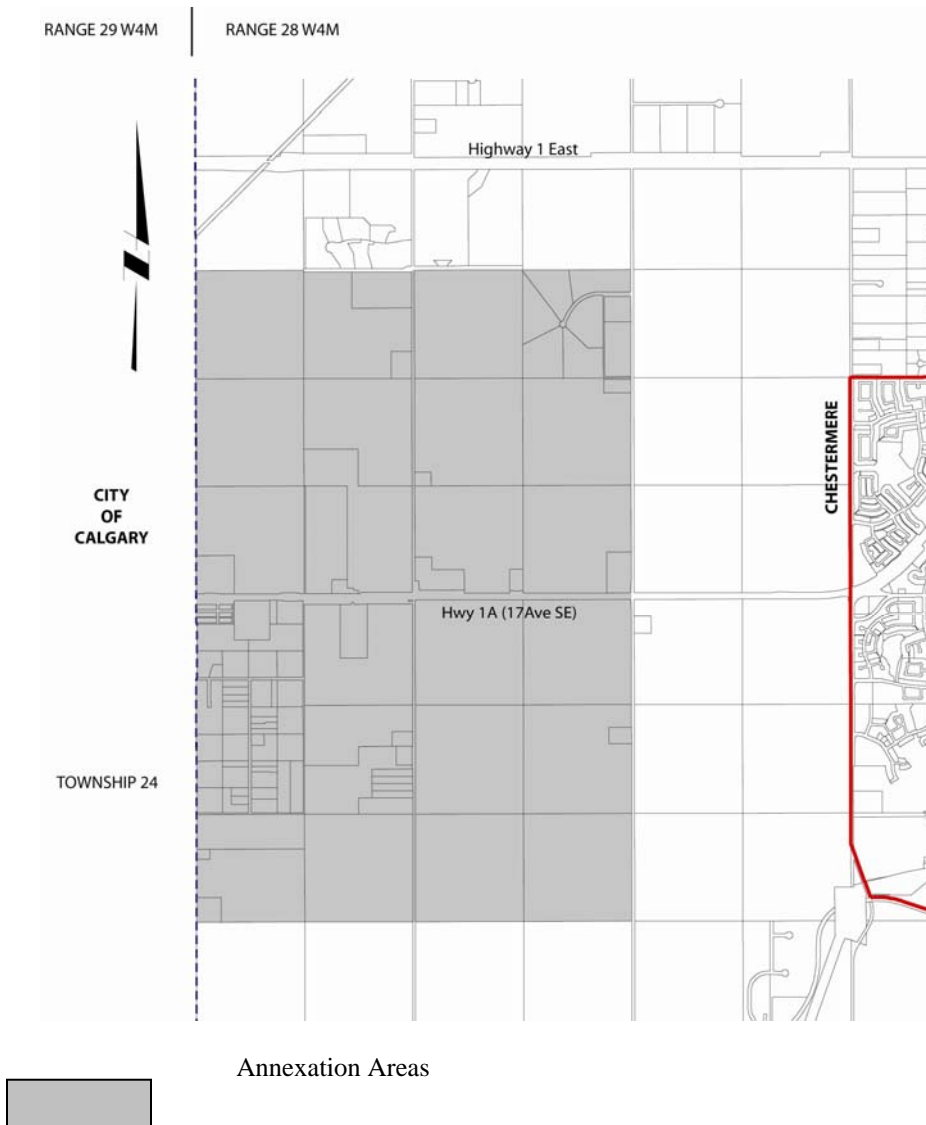 RANGE 29 W4M
RANGE 28 W4M
Highway 1 East
CHESTERMERE
CITY
OF
CALGARY
Hwy 1A (17Ave SE)
TOWNSHIP 24
Annexation Areas